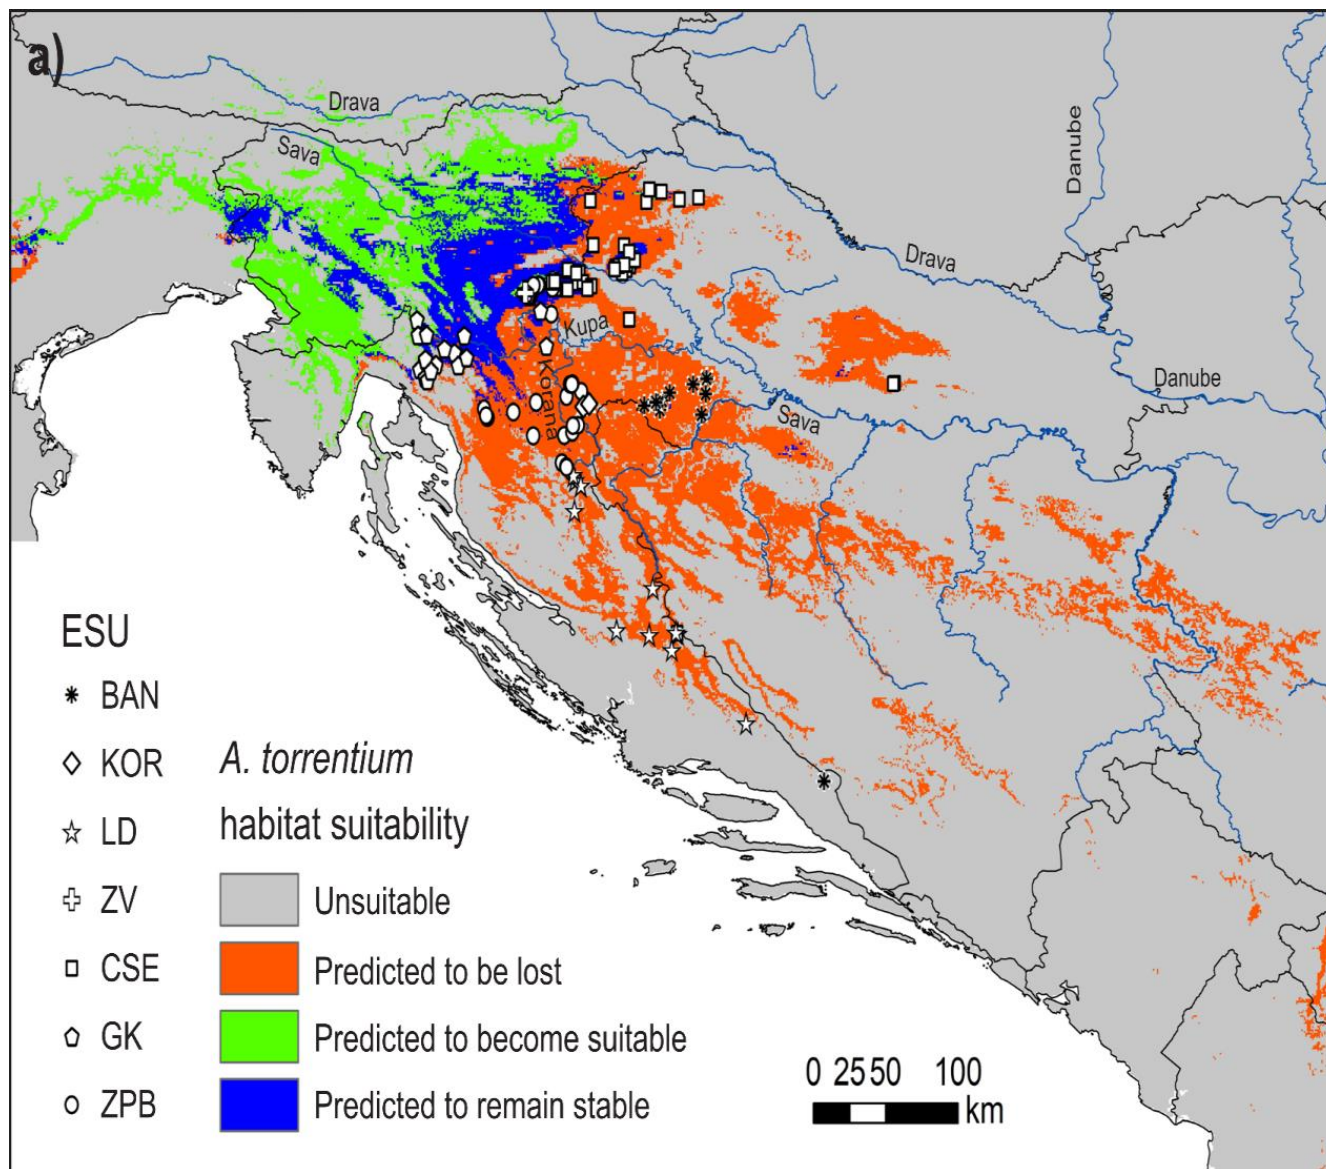 a)
Drava
Sava
Danube
Drava
Kupa
Korana
Danube
Sava
ESU
BAN
KOR
LD
ZV
CSE
GK
ZPB
A. torrentium
habitat suitability
Unsuitable
Predicted to be lost
Predicted to become suitable
Predicted to remain stable
0 25 50 100
km